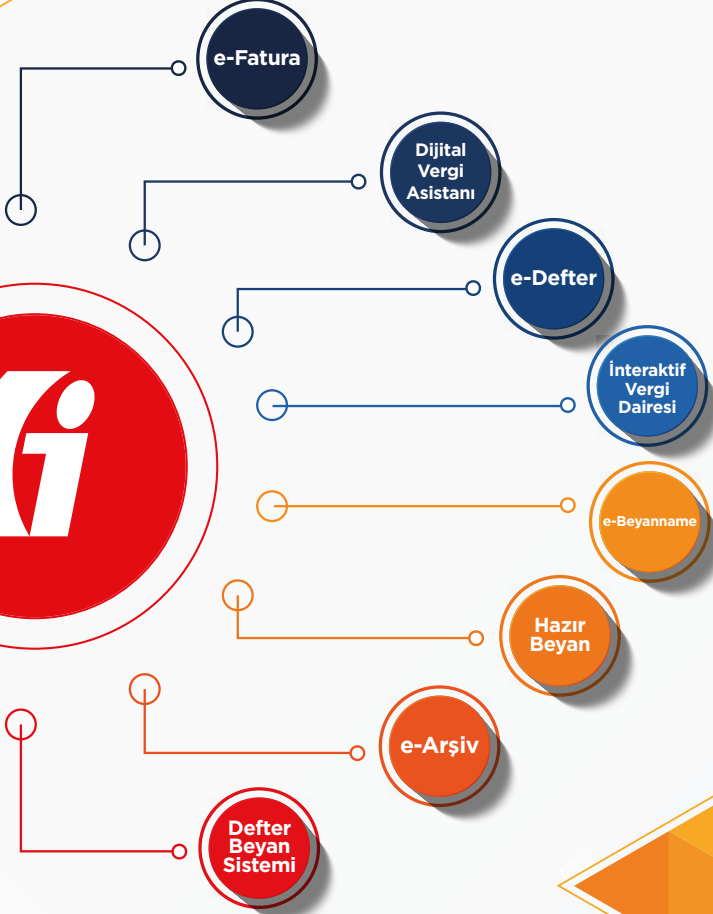 e-Fatura
Dijital
Vergi
Asistanı
e-Defter
İnteraktif
Vergi
Dairesi
e-Beyanname
Hazır
Beyan
e-Arşiv
Defter
Beyan
Sistemi